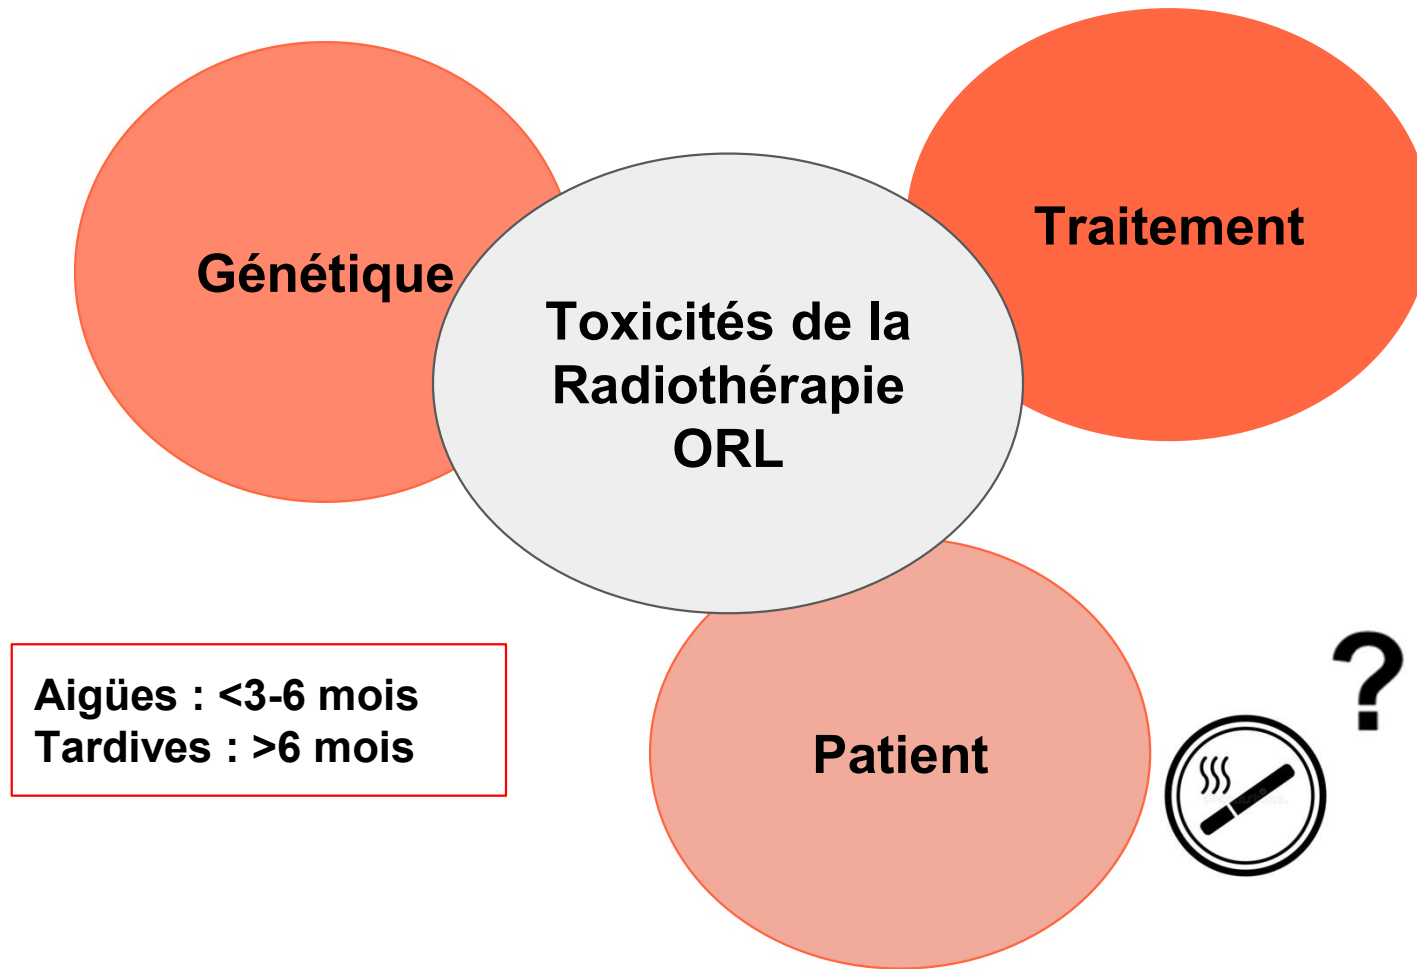 Génétique
Traitement
Toxicités de la
Radiothérapie
ORL
Aigües : <3-6 mois
Tardives : >6 mois
Patient
?